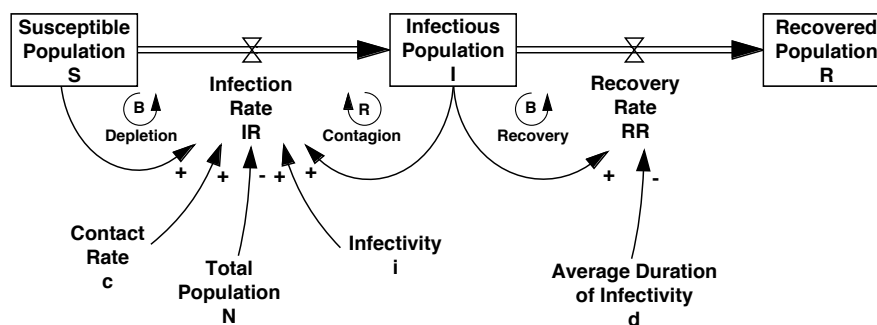 Susceptible
Population
S
Infectious
Population
I
Recovered
Population
R
Infection
Rate
IR
Recovery
Rate
RR
B
Depletion
R
Contagion
B
Recovery
+
+
-
+
+
+
-
Contact
Rate
c
Total
Population
N
Infectivity
i
Average Duration
of Infectivity
d